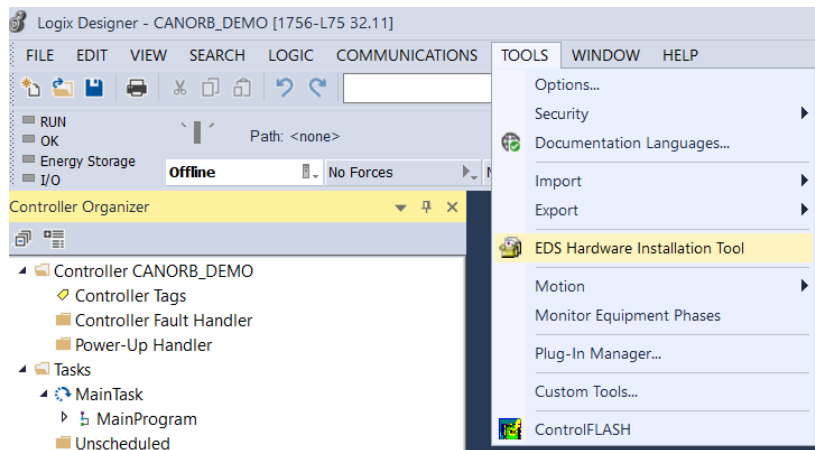 Logix Designer - CANORB_DEMO [1756-L75 32.11]
FILE EDIT VIEW SEARCH LOGIC COMMUNICATIONS TOOLS WINDOW HELP
RUN
OK
Energy Storage
I/O
Path: <none>
Offline
No Forces
Controller Organizer
Controller CANORB_DEMO
Controller Tags
Controller Fault Handler
Power-Up Handler
Tasks
MainTask
MainProgram
Unscheduled
Options...
Security
Documentation Languages...
Import
Export
EDS Hardware Installation Tool
Motion
Monitor Equipment Phases
Plug-In Manager...
Custom Tools...
ControlFLASH